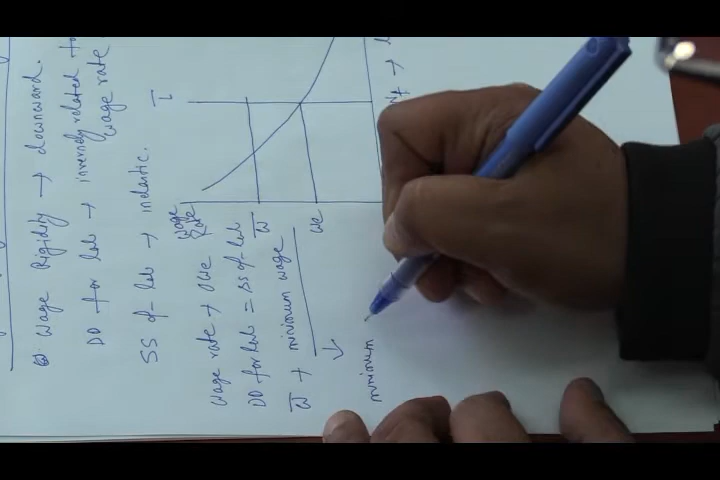 Wage Rigidity → downward.
DD for lab → inversely related to
wage rate
SS of lab → inelastic.
Wage
Rate
L̄
W̄
We
Wage rate → OWe
DD for lab = SS of lab
W̄ → minimum wage
↓
minimum